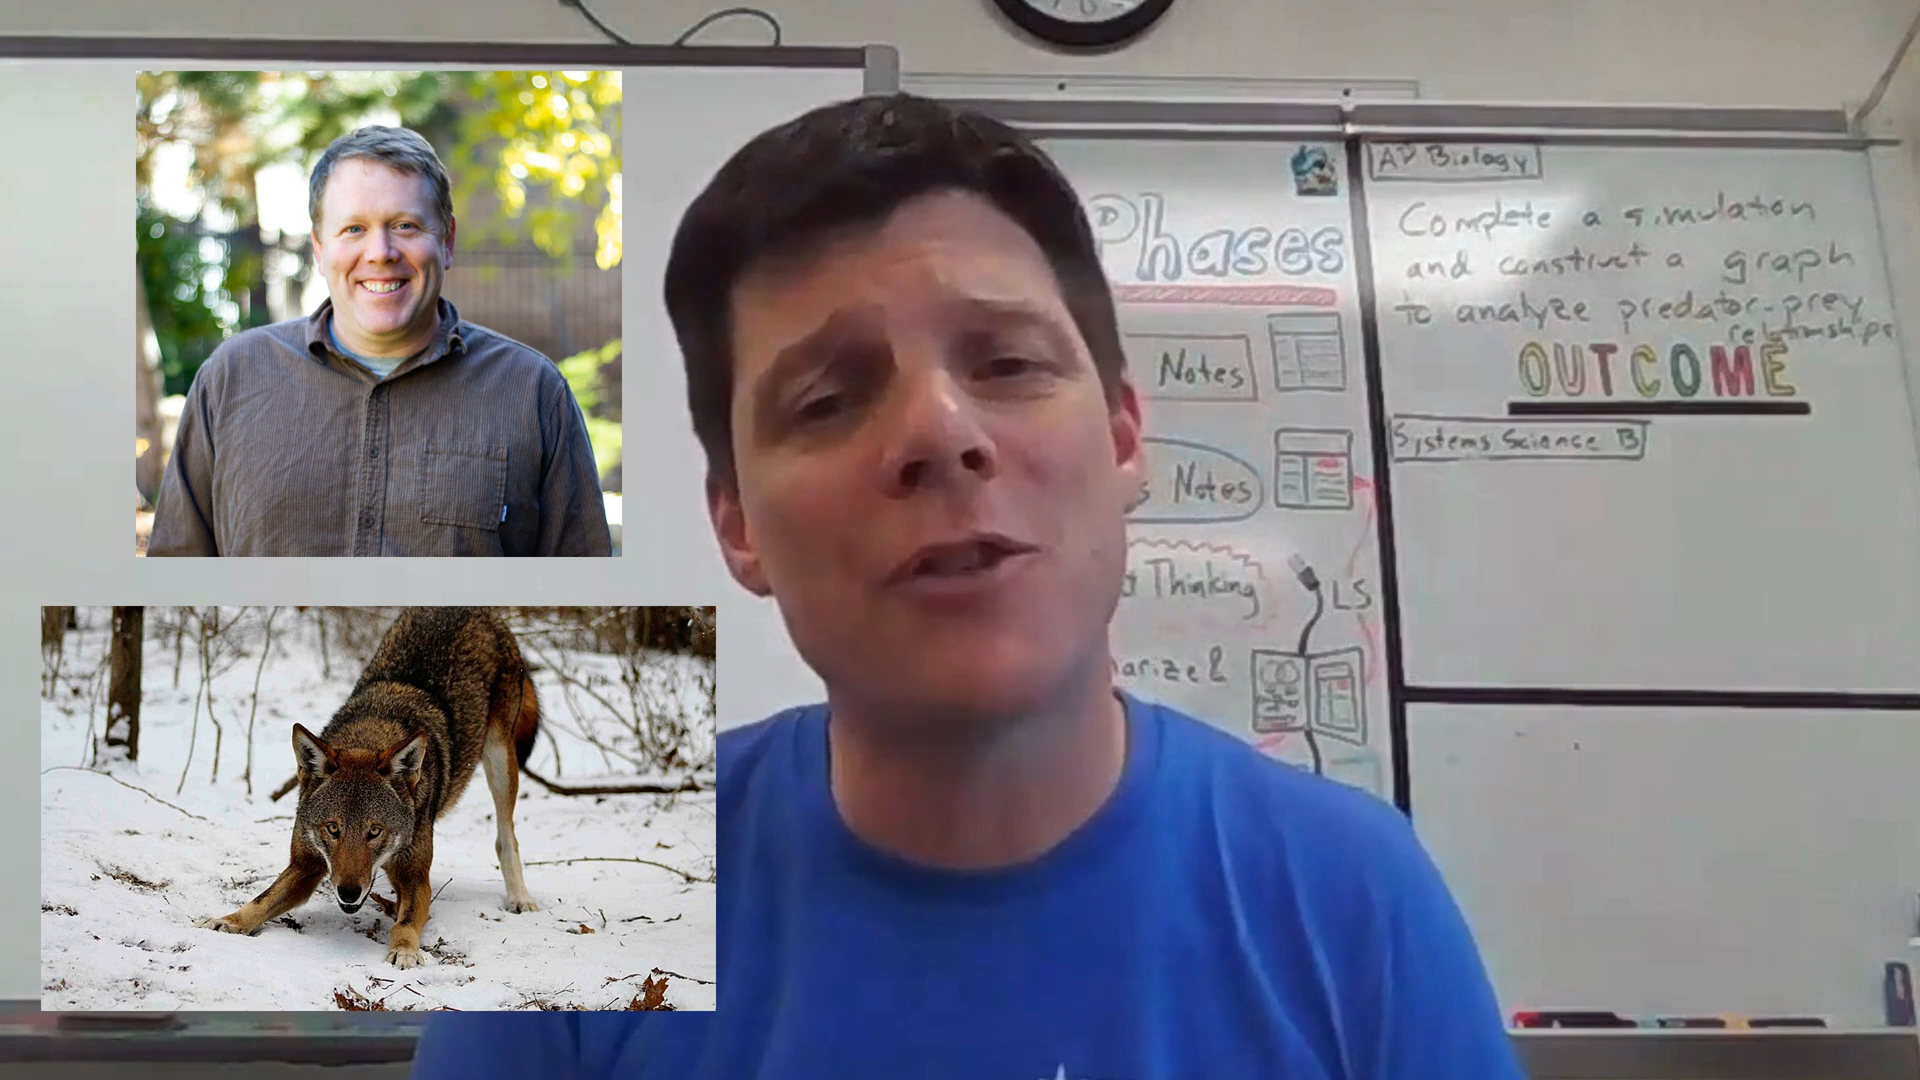 AP Biology
Complete a simulation
and construct a graph
to analyze predator-prey
relationships
OUTCOME
Systems Science B
Phases
Notes
Notes
Thinking
LS
arize &